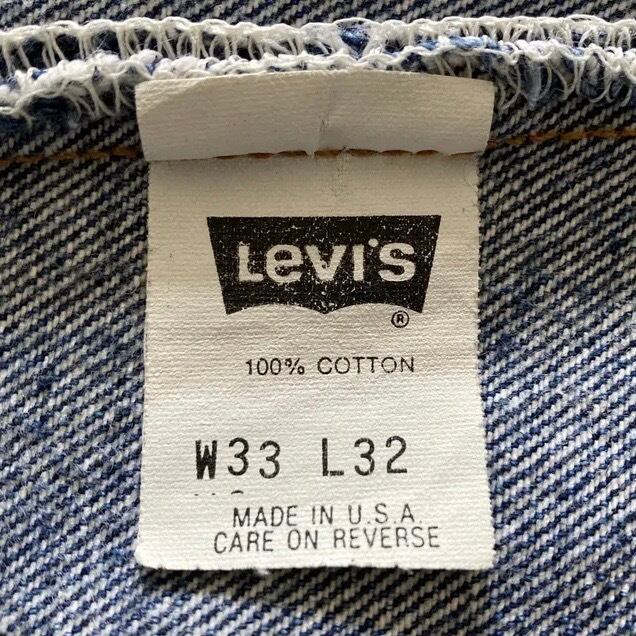 Levi's
®
100% COTTON
W33 L32
MADE IN U.S.A.
CARE ON REVERSE